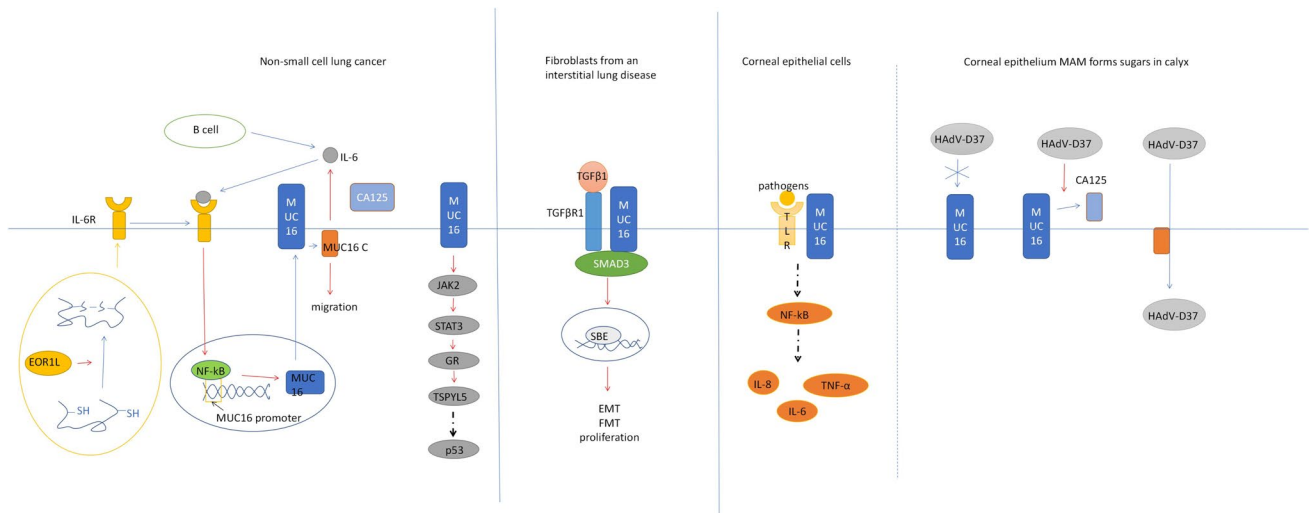 Non-small cell lung cancer
B cell
IL-6
CA125
IL-6R
M
UC
16
MUC16 C
migration
EOR1L
SH
SH
S
S
NF-kB
MUC
16
MUC16 promoter
M
UC
16
JAK2
STAT3
GR
TSPYL5
p53
Fibroblasts from an
interstitial lung disease
TGFβ1
TGFβR1
M
UC
16
SMAD3
SBE
EMT
FMT
proliferation
Corneal epithelial cells
pathogens
T
L
R
M
UC
16
NF-kB
IL-8
TNF-α
IL-6
Corneal epithelium MAM forms sugars in calyx
HAdV-D37
M
UC
16
HAdV-D37
CA125
M
UC
16
HAdV-D37
HAdV-D37